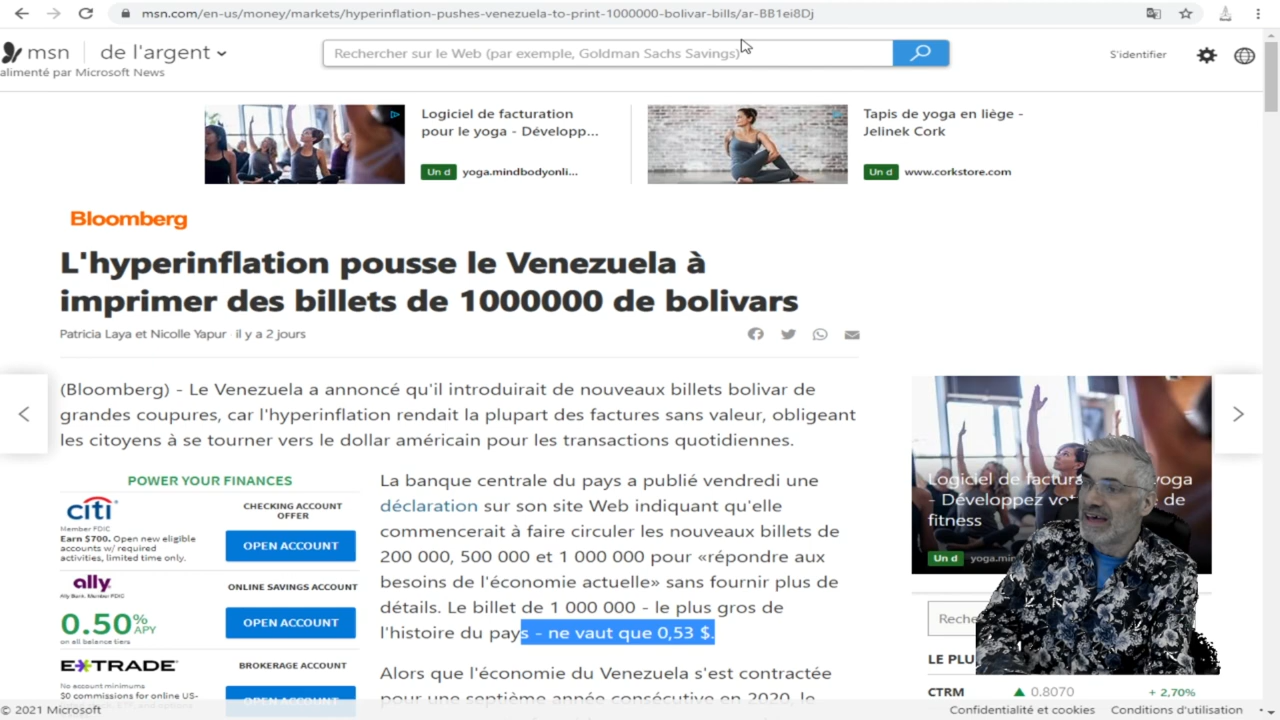 msn.com/en-us/money/markets/hyperinflation-pushes-venezuela-to-print-1000000-bolivar-bills/ar-BB1ei8Dj
msn
de l'argent
alimenté par Microsoft News
Rechercher sur le Web (par exemple, Goldman Sachs Savings)
S'identifier
Logiciel de facturation
pour le yoga - Développ...
Un d yoga.mindbodyonli...
Tapis de yoga en liège -
Jelinek Cork
Un d www.corkstore.com
Bloomberg
L'hyperinflation pousse le Venezuela à
imprimer des billets de 1000000 de bolivars
Patricia Laya et Nicolle Yapur · il y a 2 jours
(Bloomberg) - Le Venezuela a annoncé qu'il introduirait de nouveaux billets bolivar de
grandes coupures, car l'hyperinflation rendait la plupart des factures sans valeur, obligeant
les citoyens à se tourner vers le dollar américain pour les transactions quotidiennes.
POWER YOUR FINANCES
citi
Member FDIC
Earn $700. Open new eligible
accounts w/ required
activities, limited time only.
CHECKING ACCOUNT
OFFER
OPEN ACCOUNT
ally
Ally Bank, Member FDIC
0.50% APY
on all balance tiers
ONLINE SAVINGS ACCOUNT
OPEN ACCOUNT
E*TRADE
No account minimums
$0 commissions for online US-
BROKERAGE ACCOUNT
OPEN ACCOUNT
La banque centrale du pays a publié vendredi une
déclaration sur son site Web indiquant qu'elle
commencerait à faire circuler les nouveaux billets de
200 000, 500 000 et 1 000 000 pour «répondre aux
besoins de l'économie actuelle» sans fournir plus de
détails. Le billet de 1 000 000 - le plus gros de
l'histoire du pays - ne vaut que 0,53 $.
Alors que l'économie du Venezuela s'est contractée
pour une septième année consécutive en 2020, le
Logiciel de factura yoga
- Développez vot de
fitness
Un d yoga.min
Reche
LE PLU
CTRM 0.8070 + 2,70%
© 2021 Microsoft
Confidentialité et cookies
Conditions d'utilisation